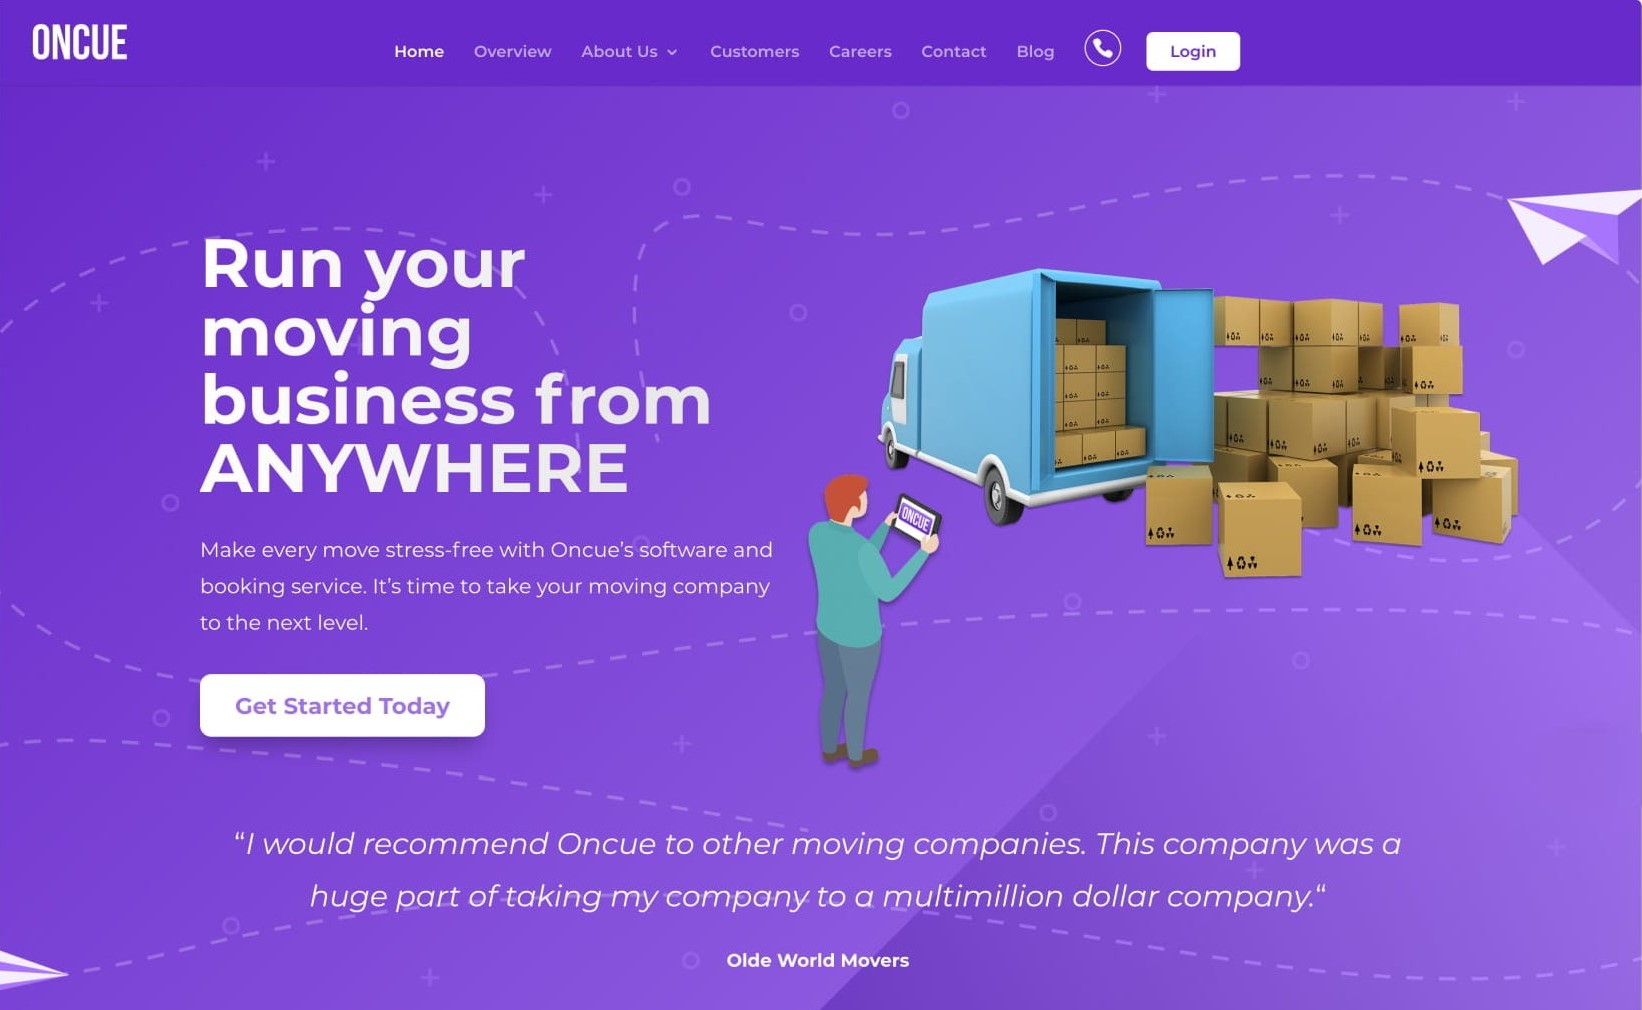 ONCUE
Home Overview About Us Customers Careers Contact Blog Login
Run your
moving
business from
ANYWHERE
ONCUE
Make every move stress-free with Oncue’s software and
booking service. It’s time to take your moving company
to the next level.
Get Started Today
“I would recommend Oncue to other moving companies. This company was a
huge part of taking my company to a multimillion dollar company.“
Olde World Movers